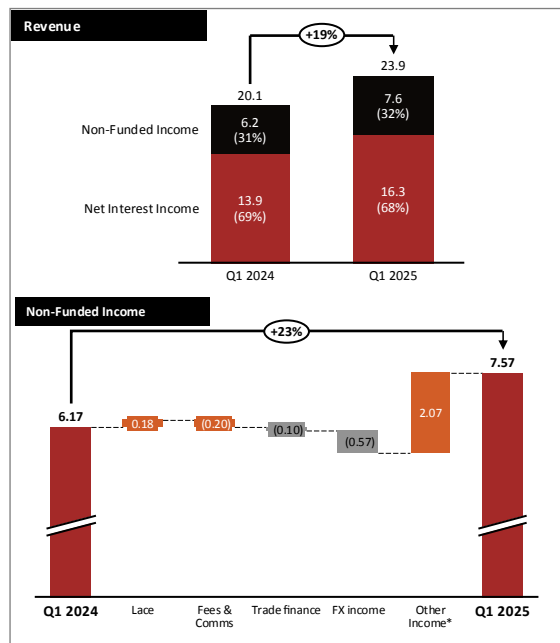 Revenue
+19%
23.9
20.1
7.6
(32%)
6.2
(31%)
Non-Funded Income
16.3
(68%)
13.9
(69%)
Net Interest Income
Q1 2024
Q1 2025
Non-Funded Income
+23%
7.57
6.17
0.18
(0.20)
(0.10)
(0.57)
2.07
Q1 2024
Lace
Fees &
Comms
Trade finance
FX income
Other
Income*
Q1 2025